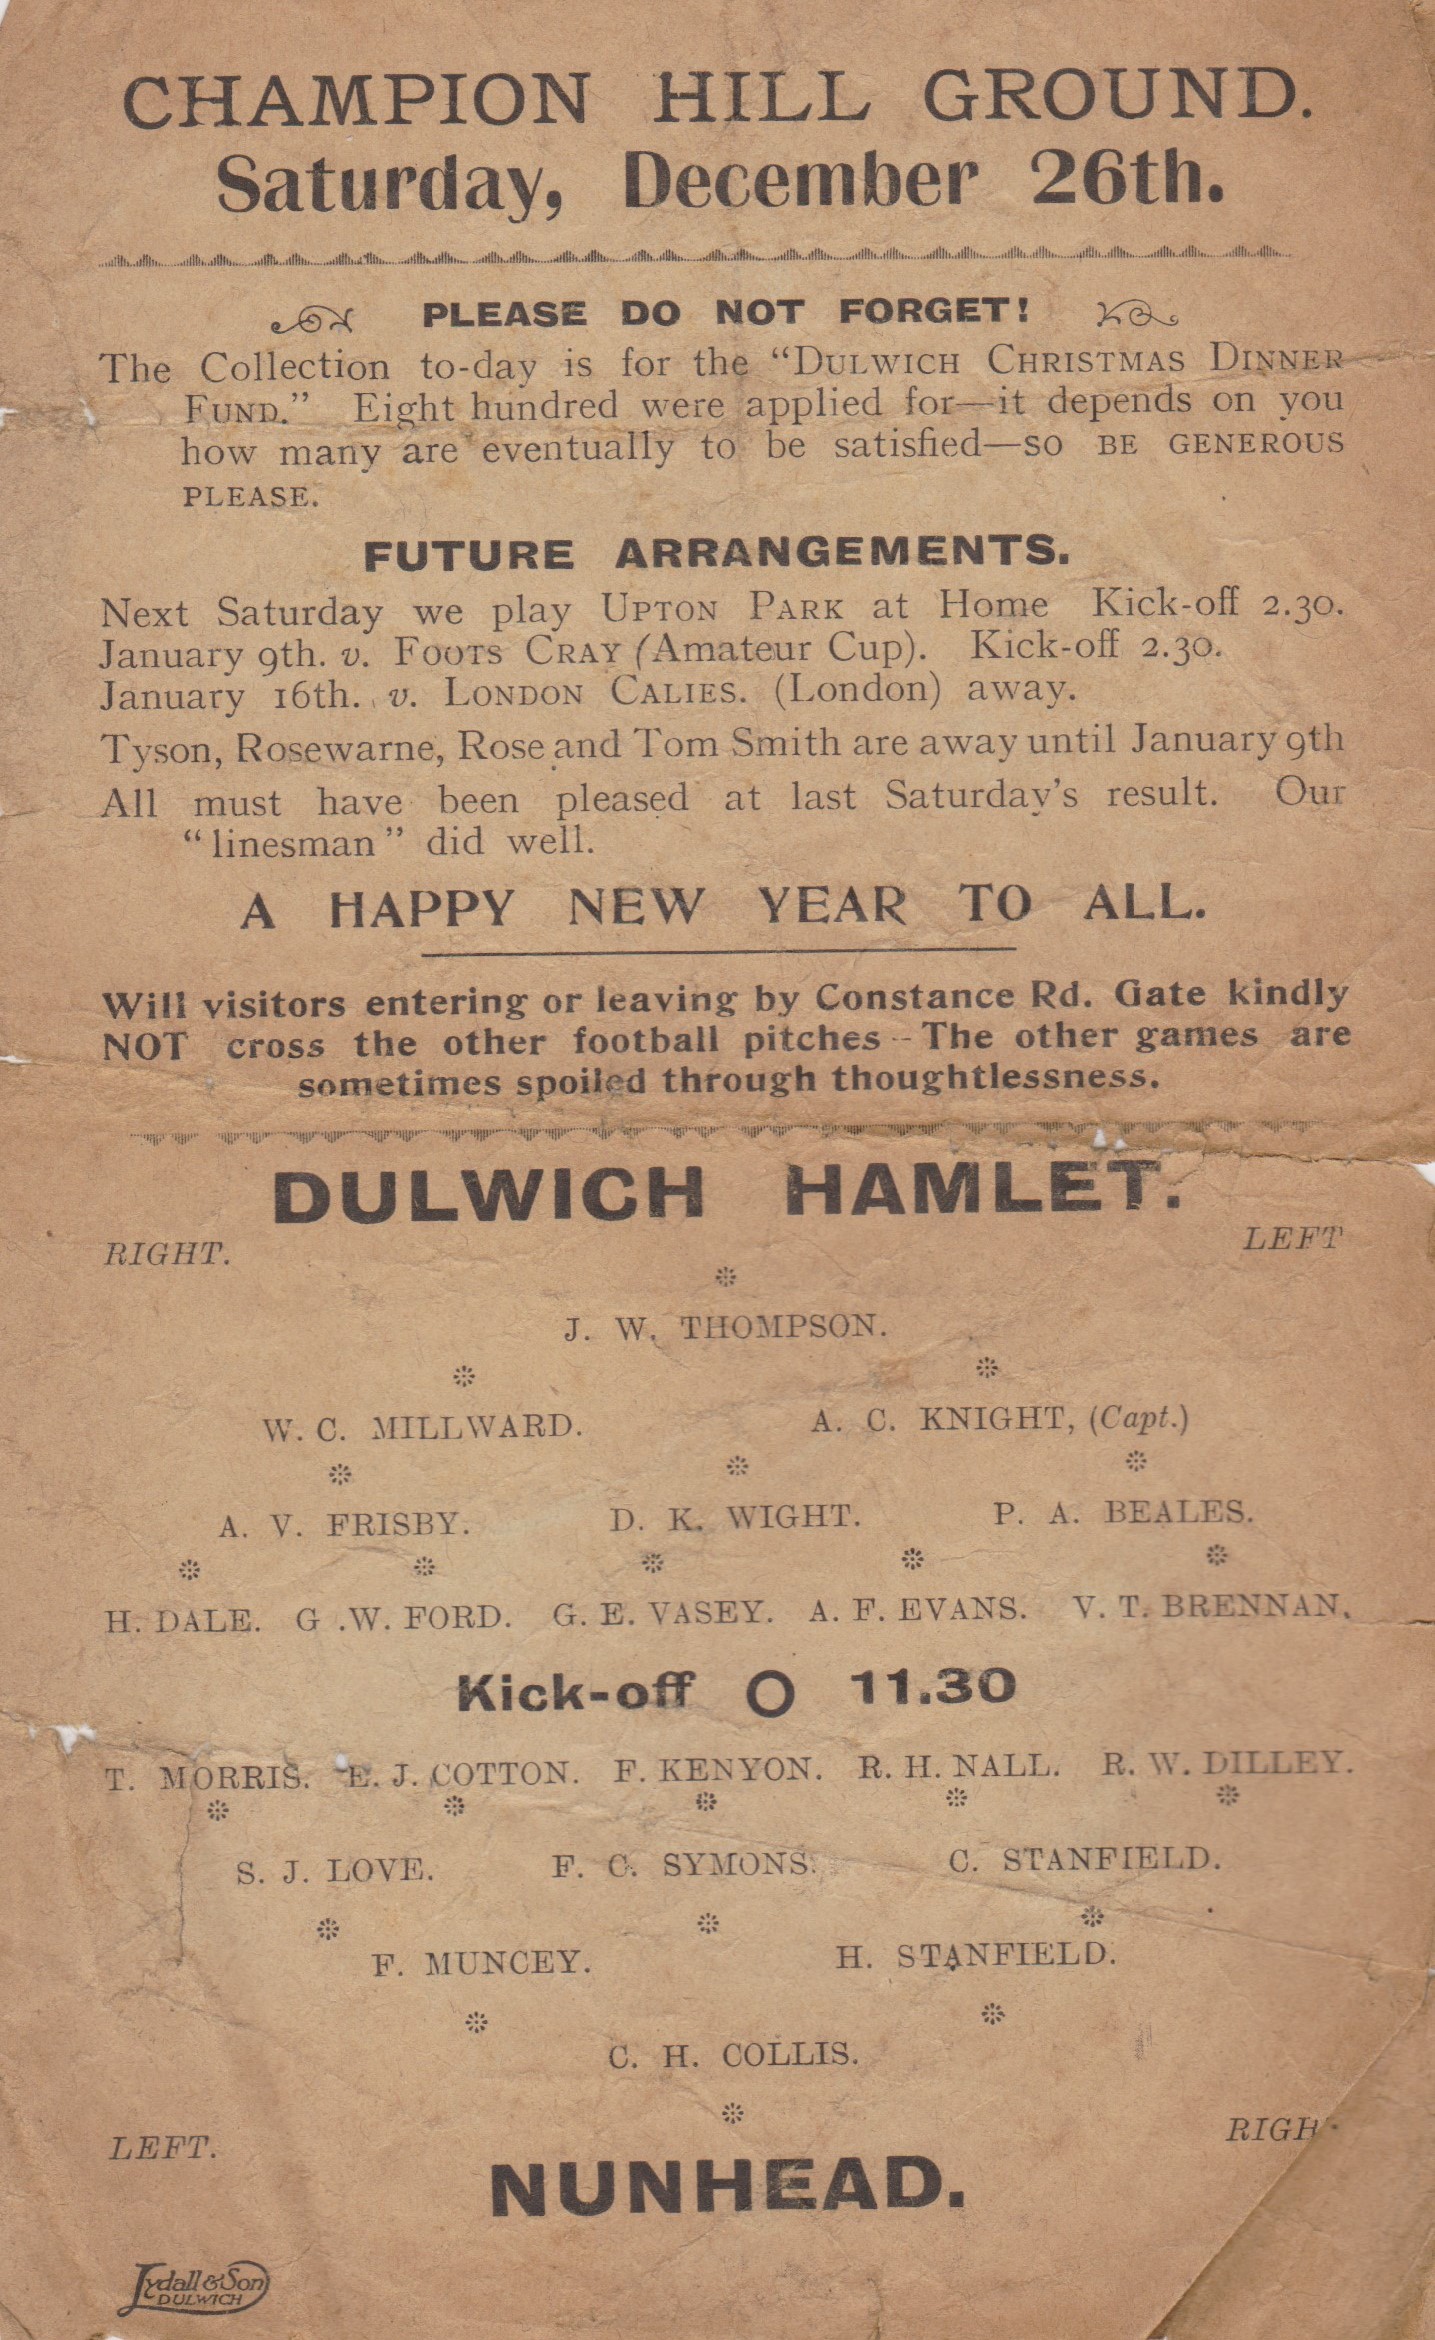 CHAMPION HILL GROUND.
Saturday, December 26th.
PLEASE DO NOT FORGET!
The Collection to-day is for the “DULWICH CHRISTMAS DINNER
FUND.” Eight hundred were applied for—it depends on you
how many are eventually to be satisfied—SO BE GENEROUS
PLEASE.
FUTURE ARRANGEMENTS.
Next Saturday we play UPTON PARK at Home Kick-off 2.30.
January 9th. v. FOOTS CRAY (Amateur Cup). Kick-off 2.30.
January 16th. v. LONDON CALIES. (London) away.
Tyson, Rosewarne, Rose and Tom Smith are away until January 9th
All must have been pleased at last Saturday's result. Our
“linesman” did well.
A HAPPY NEW YEAR TO ALL.
Will visitors entering or leaving by Constance Rd. Gate kindly
NOT cross the other football pitches -- The other games are
sometimes spoiled through thoughtlessness.
DULWICH HAMLET.
RIGHT. LEFT
J. W. THOMPSON.
W. C. MILLWARD. A. C. KNIGHT, (Capt.)
A. V. FRISBY. D. K. WIGHT. P. A. BEALES.
H. DALE. G .W. FORD. G. E. VASEY. A. F. EVANS. V. T. BRENNAN.
Kick-off O 11.30
T. MORRIS. E. J. COTTON. F. KENYON. R. H. NALL. R. W. DILLEY.
S. J. LOVE. F. C. SYMONS. C. STANFIELD.
F. MUNCEY. H. STANFIELD.
C. H. COLLIS.
LEFT. RIGH
NUNHEAD.
Lydall & Son
DULWICH